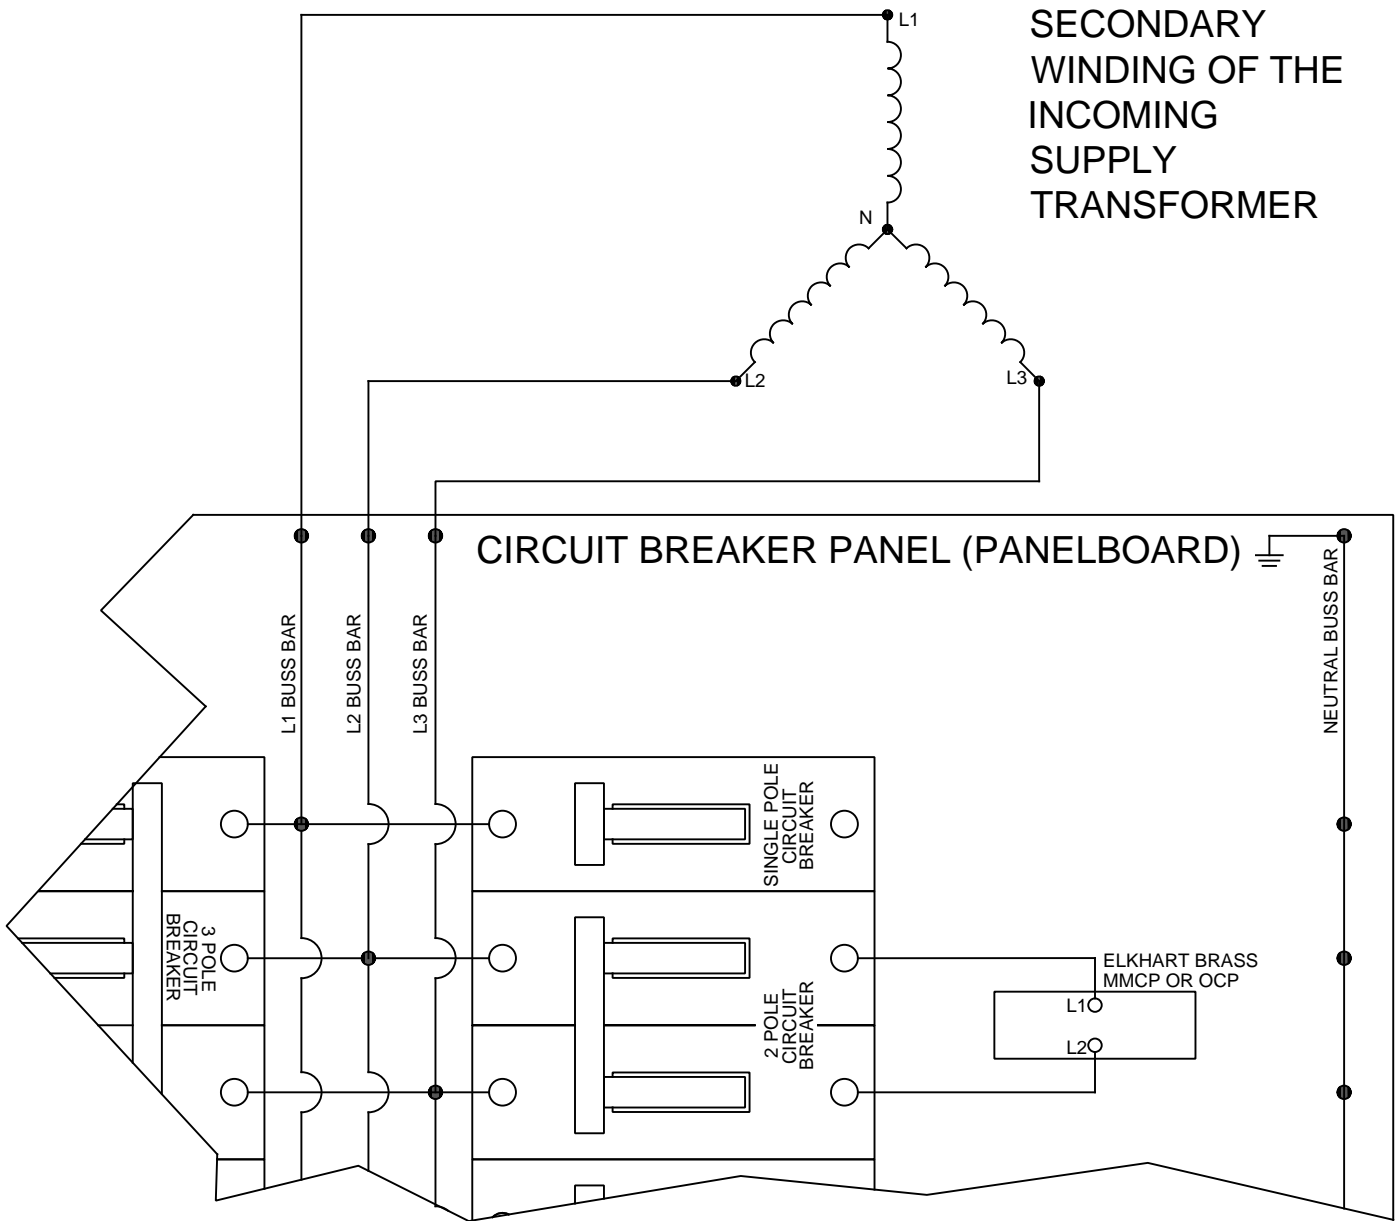 L1
SECONDARY
WINDING OF THE
INCOMING
SUPPLY
TRANSFORMER
N
L2
L3
CIRCUIT BREAKER PANEL (PANELBOARD)
L1 BUSS BAR
L2 BUSS BAR
L3 BUSS BAR
NEUTRAL BUSS BAR
SINGLE POLE
CIRCUIT
BREAKER
3 POLE
CIRCUIT
BREAKER
2 POLE
CIRCUIT
BREAKER
ELKHART BRASS
MMCP OR OCP
L1
L2